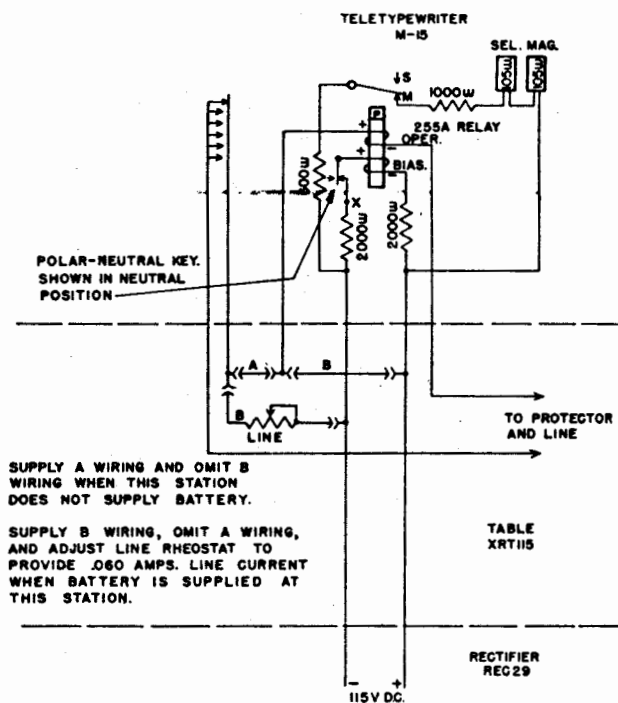 TELETYPEWRITER
M-15
SEL. MAG.
105ω
105ω
S
M
1000ω
P
255A RELAY
+
OPER.
-
+
BIAS.
-
600ω
X
2000ω
2000ω
POLAR-NEUTRAL KEY.
SHOWN IN NEUTRAL
POSITION
A
B
B
LINE
TO PROTECTOR
AND LINE
SUPPLY A WIRING AND OMIT B
WIRING WHEN THIS STATION
DOES NOT SUPPLY BATTERY.
SUPPLY B WIRING, OMIT A WIRING,
AND ADJUST LINE RHEOSTAT TO
PROVIDE .060 AMPS. LINE CURRENT
WHEN BATTERY IS SUPPLIED AT
THIS STATION.
TABLE
XRT115
RECTIFIER
REC29
- +
115V D.C.